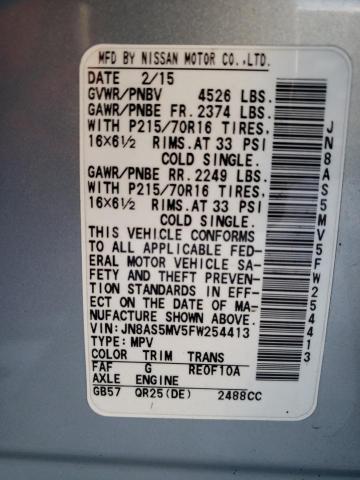 MFD BY NISSAN MOTOR CO.,LTD.
DATE 2/15
GVWR/PNBV 4526 LBS.
GAWR/PNBE FR. 2374 LBS.
WITH P215/70R16 TIRES,
16X6½ RIMS.AT 33 PSI
COLD SINGLE.
GAWR/PNBE RR. 2249 LBS.
WITH P215/70R16 TIRES,
16X6½ RIMS.AT 33 PSI
COLD SINGLE.
THIS VEHICLE CONFORMS
TO ALL APPLICABLE FED-
ERAL MOTOR VEHICLE SA-
FETY AND THEFT PREVENTION
STANDARDS IN EFF-
ECT ON THE DATE OF MA-
NUFACTURE SHOWN ABOVE.
VIN:JN8AS5MV5FW254413
TYPE: MPV
COLOR TRIM TRANS
FAF G RE0F10A
AXLE ENGINE
GB57 QR25(DE) 2488CC
JN8AS5MV5FW254413